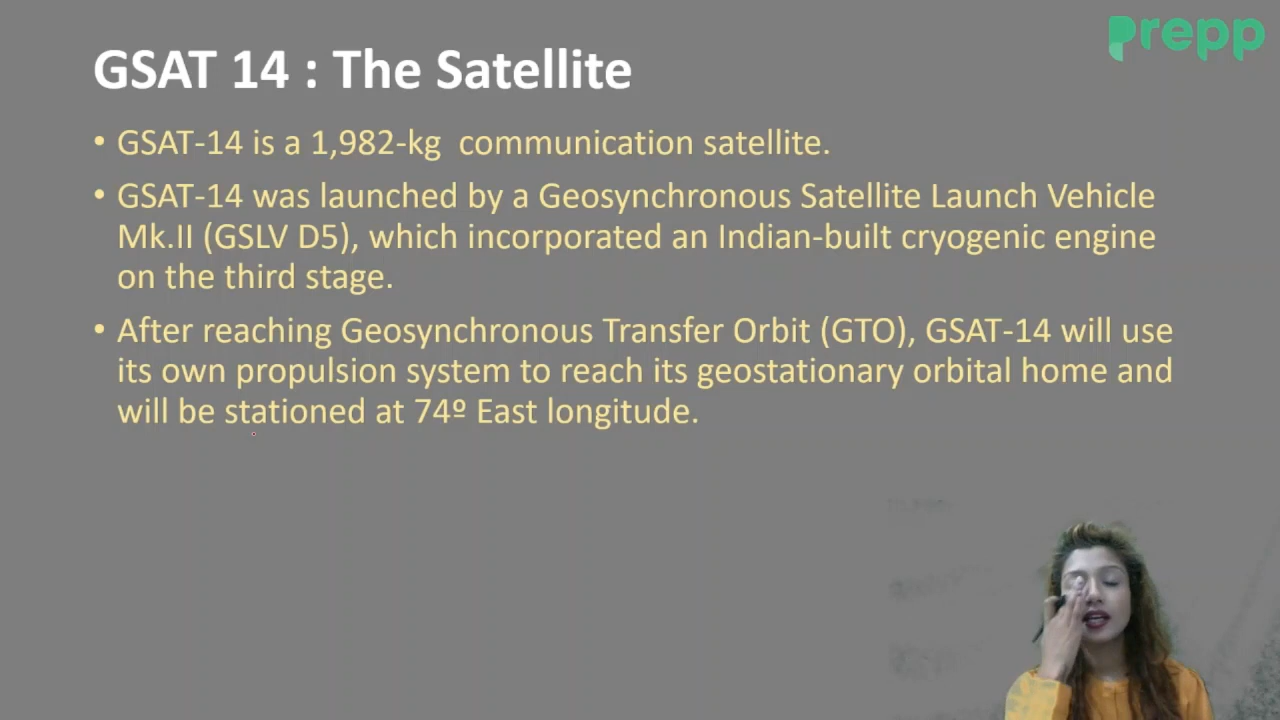 prepp
GSAT 14 : The Satellite
• GSAT-14 is a 1,982-kg communication satellite.
• GSAT-14 was launched by a Geosynchronous Satellite Launch Vehicle
Mk.II (GSLV D5), which incorporated an Indian-built cryogenic engine
on the third stage.
• After reaching Geosynchronous Transfer Orbit (GTO), GSAT-14 will use
its own propulsion system to reach its geostationary orbital home and
will be stationed at 74º East longitude.